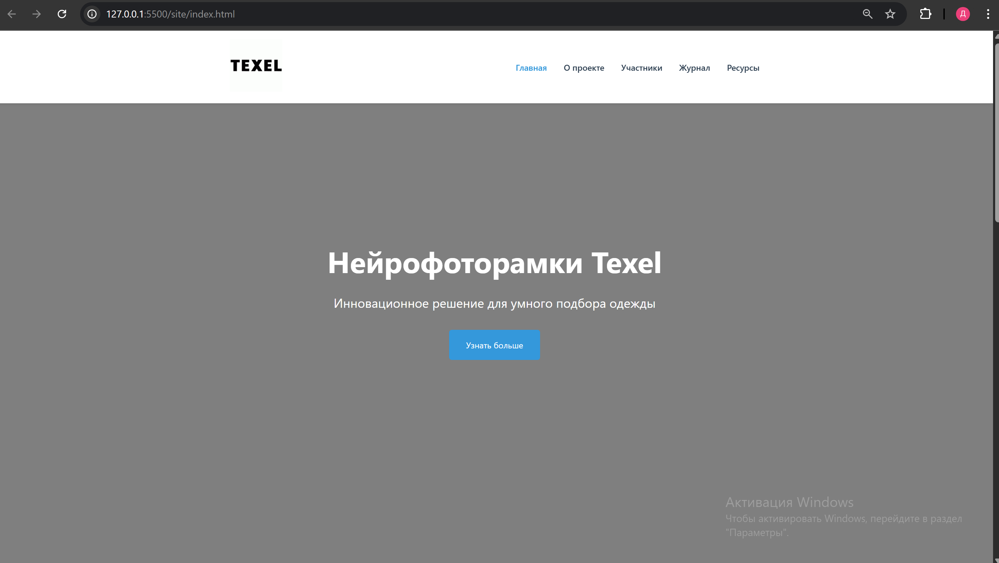 127.0.0.1:5500/site/index.html
Д
TEXEL
Главная О проекте Участники Журнал Ресурсы
Нейрофоторамки Texel
Инновационное решение для умного подбора одежды
Узнать больше
Активация Windows
Чтобы активировать Windows, перейдите в раздел
"Параметры".